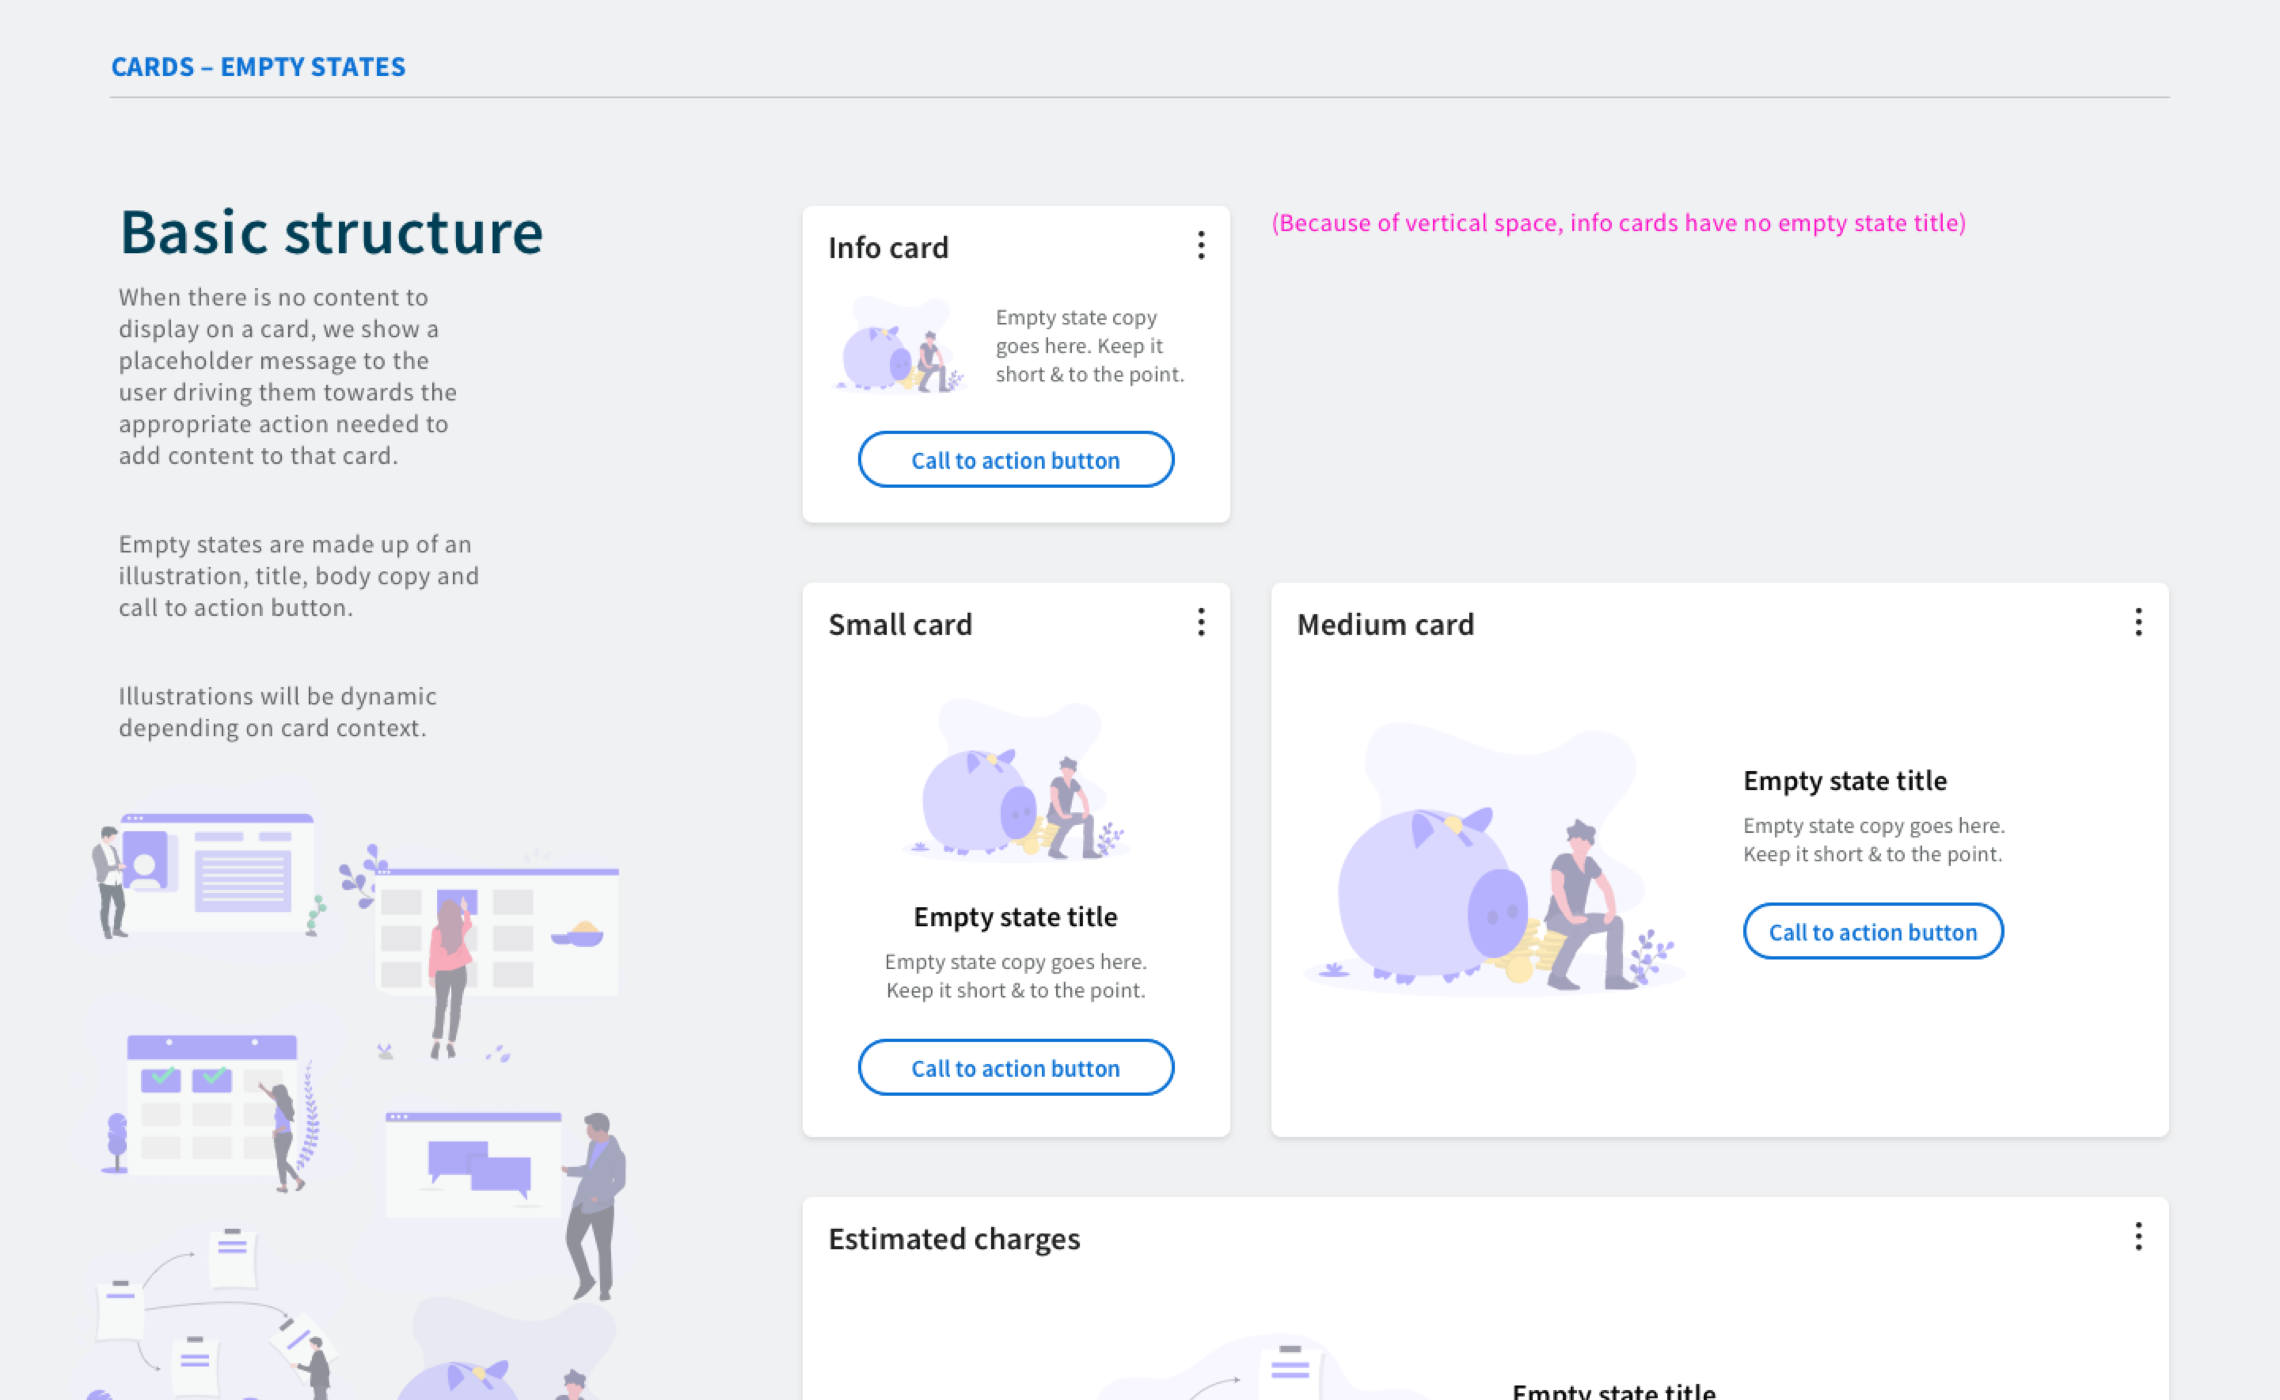 CARDS – EMPTY STATES
Basic structure
When there is no content to
display on a card, we show a
placeholder message to the
user driving them towards the
appropriate action needed to
add content to that card.
Empty states are made up of an
illustration, title, body copy and
call to action button.
Illustrations will be dynamic
depending on card context.
Info card
Empty state copy
goes here. Keep it
short & to the point.
Call to action button
(Because of vertical space, info cards have no empty state title)
Small card
Empty state title
Empty state copy goes here.
Keep it short & to the point.
Call to action button
Medium card
Empty state title
Empty state copy goes here.
Keep it short & to the point.
Call to action button
Estimated charges
Empty state title